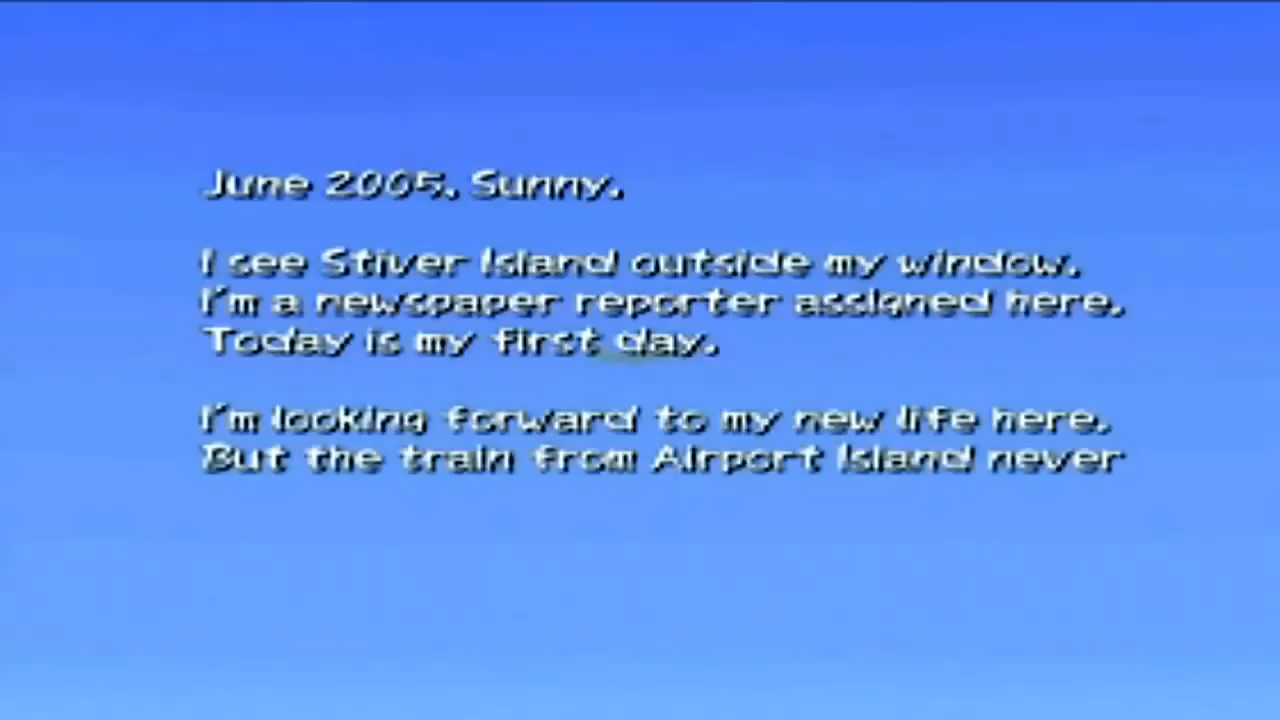 June 2005, Sunny.
I see Stiver Island outside my window.
I'm a newspaper reporter assigned here.
Today is my first day.
I'm looking forward to my new life here.
But the train from Airport Island never